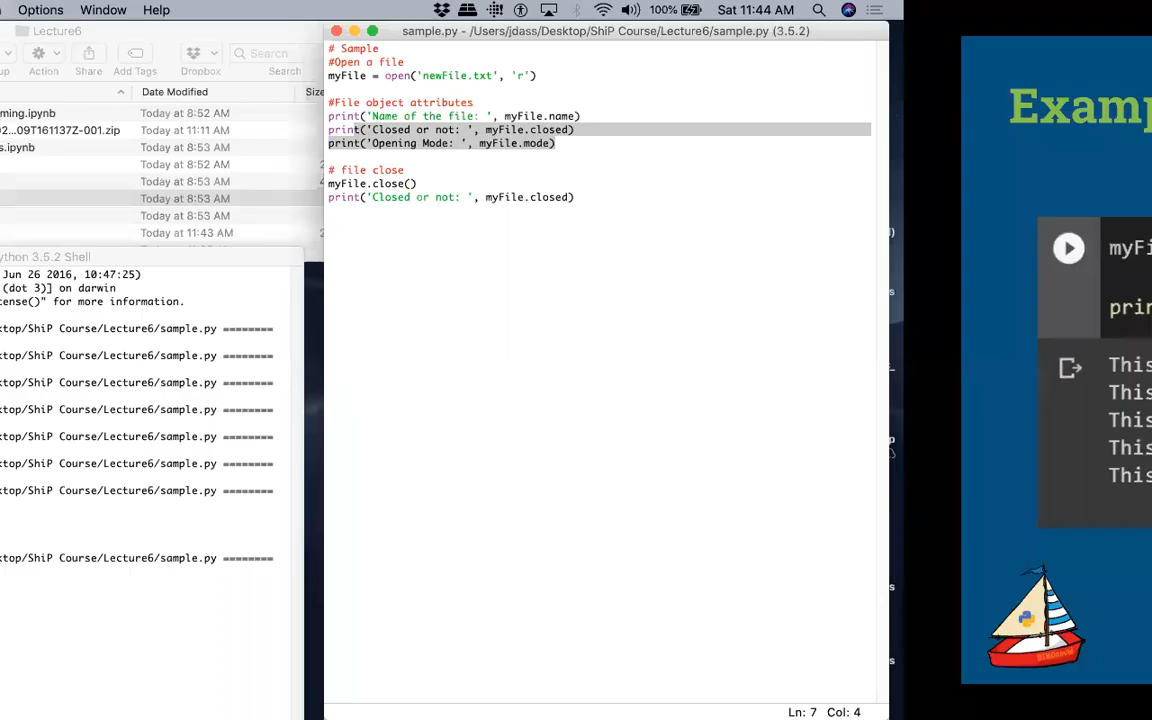 Options Window Help 100% Sat 11:44 AM
Lecture6
Action Share Add Tags Dropbox Search
Search
Date Modified Size
ming.ipynb Today at 8:52 AM
02...09T161137Z-001.zip Today at 11:11 AM
s.ipynb Today at 8:53 AM
Today at 8:52 AM
Today at 8:53 AM
Today at 8:53 AM
Today at 8:53 AM
Today at 11:43 AM
ython 3.5.2 Shell
Jun 26 2016, 10:47:25)
(dot 3)] on darwin
cense()" for more information.
ktop/ShiP Course/Lecture6/sample.py ========
ktop/ShiP Course/Lecture6/sample.py ========
ktop/ShiP Course/Lecture6/sample.py ========
ktop/ShiP Course/Lecture6/sample.py ========
ktop/ShiP Course/Lecture6/sample.py ========
ktop/ShiP Course/Lecture6/sample.py ========
ktop/ShiP Course/Lecture6/sample.py ========
ktop/ShiP Course/Lecture6/sample.py ========
sample.py - /Users/jdass/Desktop/ShiP Course/Lecture6/sample.py (3.5.2)
# Sample
#Open a file
myFile = open('newFile.txt', 'r')
#File object attributes
print('Name of the file: ', myFile.name)
print('Closed or not: ', myFile.closed)
print('Opening Mode: ', myFile.mode)
# file close
myFile.close()
print('Closed or not: ', myFile.closed)
Ln: 7 Col: 4
Examp
myFi
prin
This
This
This
This
This